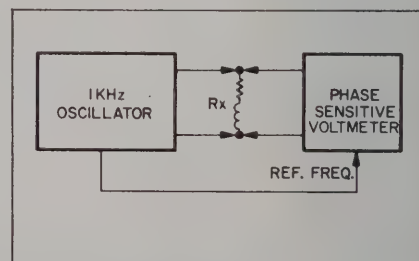 1KHz
OSCILLATOR
Rx
PHASE
SENSITIVE
VOLTMETER
REF. FREQ.